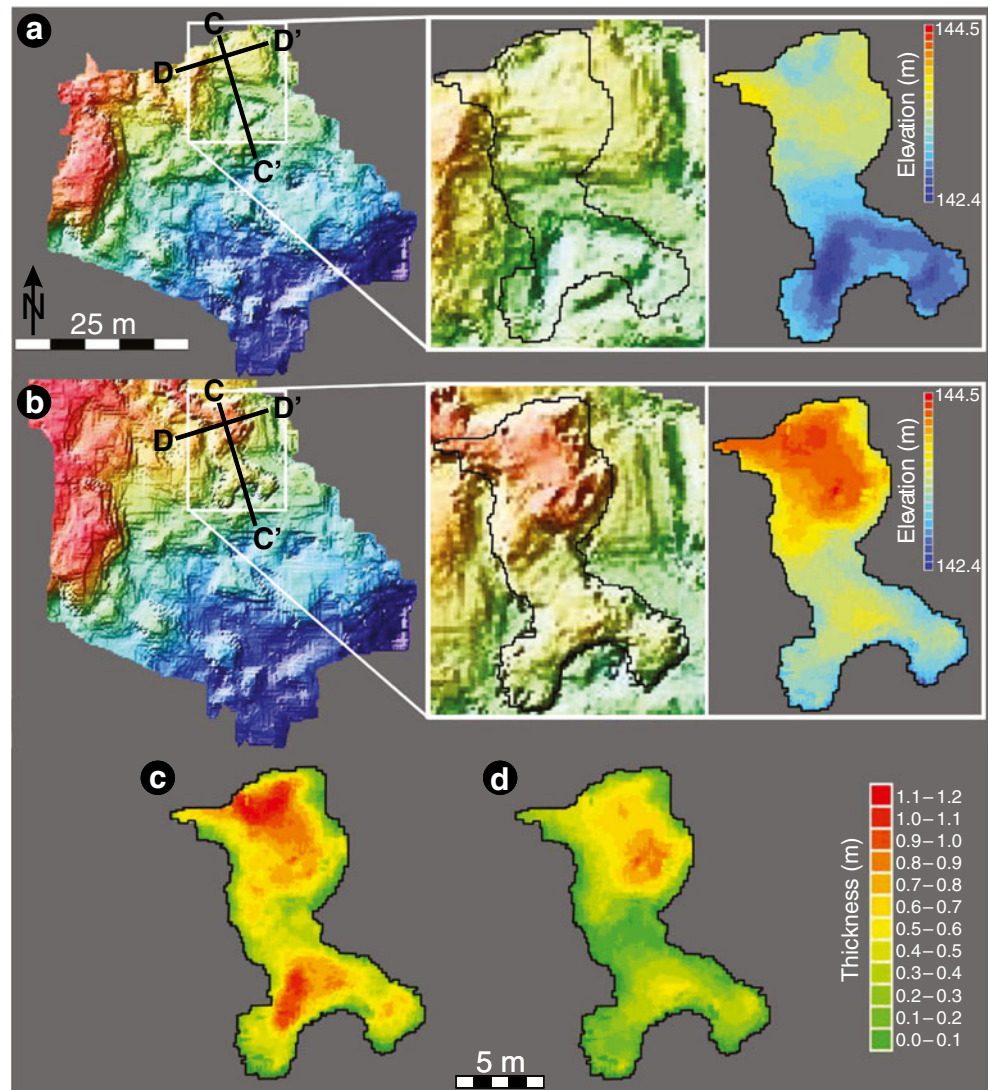 a
C
D'
D
C'
N
25 m
144.5
Elevation (m)
142.4
b
C
D'
D
C'
144.5
Elevation (m)
142.4
c
d
Thickness (m)
1.1–1.2
1.0–1.1
0.9–1.0
0.8–0.9
0.7–0.8
0.6–0.7
0.5–0.6
0.4–0.5
0.3–0.4
0.2–0.3
0.1–0.2
0.0–0.1
5 m